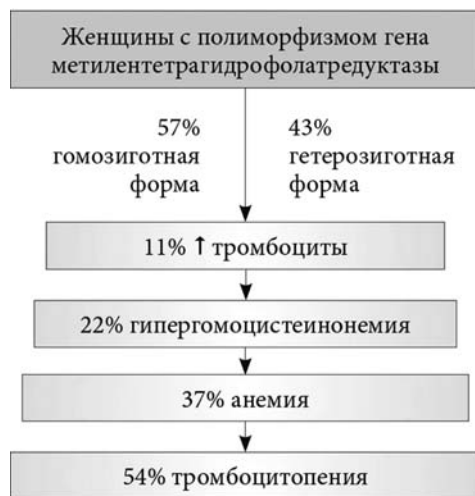 Женщины с полиморфизмом гена
метилентетрагидрофолатредуктазы
57%
гомозиготная
форма
43%
гетерозиготная
форма
11% ↑ тромбоциты
22% гипергомоцистеинонемия
37% анемия
54% тромбоцитопения